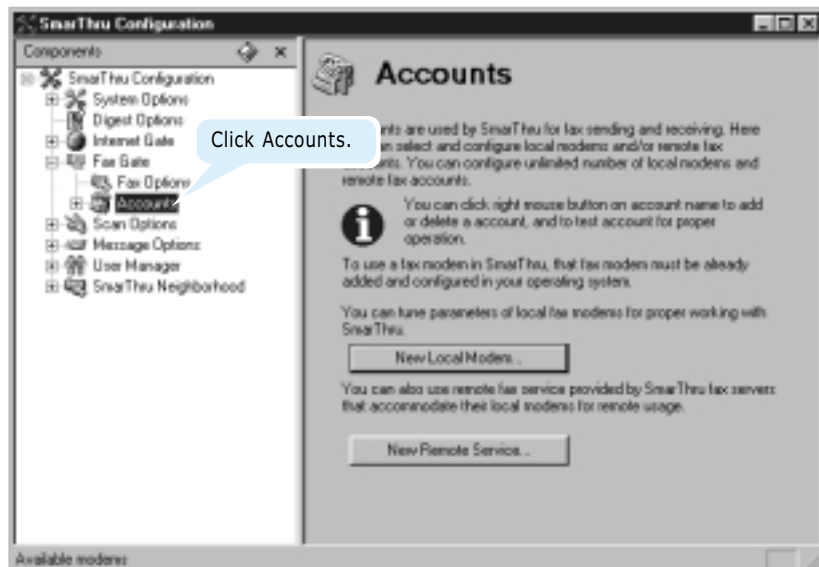 SmarThru Configuration
Components
SmarThru Configuration
System Options
Digest Options
Internet Gate
Fax Gate
Fax Options
Accounts
Scan Options
Message Options
User Manager
SmarThru Neighborhood
Click Accounts.
Accounts
are used by SmarThru for fax sending and receiving. Here
select and configure local modems and/or remote fax
You can configure unlimited number of local modems and
remote fax accounts.
You can click right mouse button on account name to add
or delete a account, and to test account for proper
operation.
To use a fax modem in SmarThru, that fax modem must be already
added and configured in your operating system.
You can tune parameters of local fax modems for proper working with
SmarThru.
New Local Modem...
You can also use remote fax service provided by SmarThru fax servers
that accommodate their local modems for remote usage.
New Remote Service...
Available modems